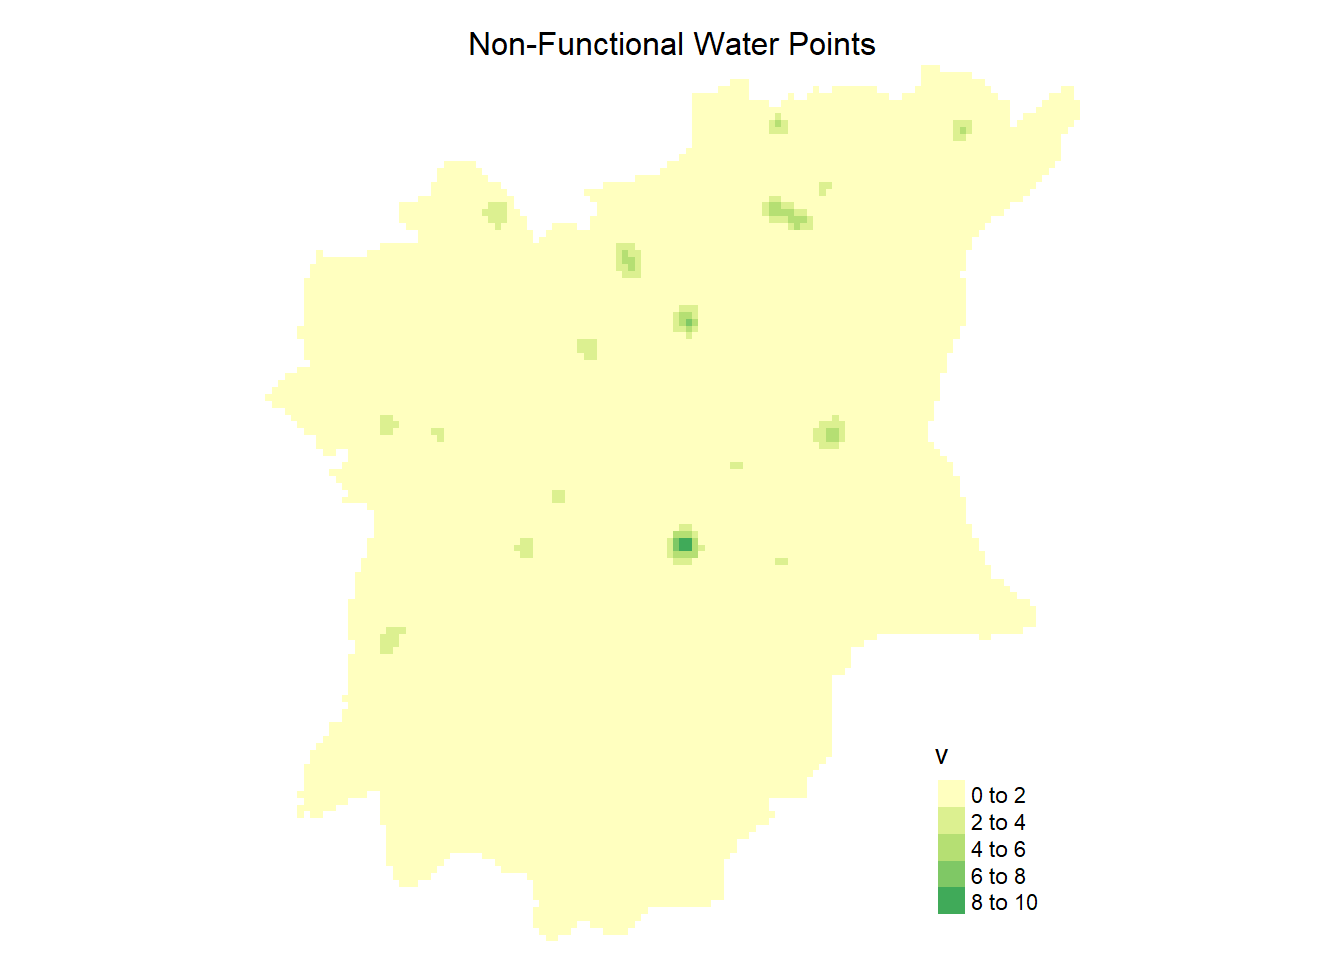 Non-Functional Water Points
v
0 to 2
2 to 4
4 to 6
6 to 8
8 to 10